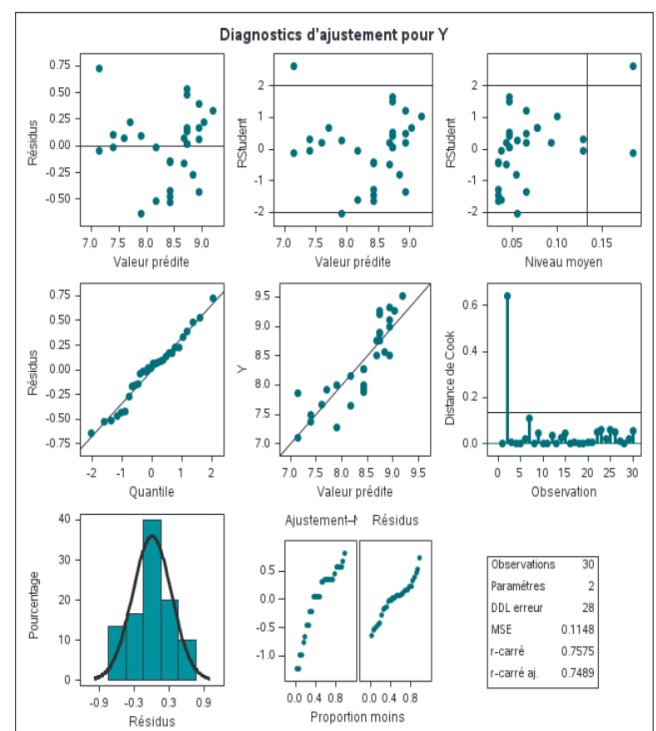 Diagnostics d'ajustement pour Y
Résidus
0.75
0.50
0.25
0.00
-0.25
-0.50
7.0 7.5 8.0 8.5 9.0
Valeur prédite
RStudent
2
1
0
-1
-2
7.0 7.5 8.0 8.5 9.0
Valeur prédite
RStudent
2
1
0
-1
-2
0.05 0.10 0.15
Niveau moyen
Résidus
0.75
0.50
0.25
0.00
-0.25
-0.50
-0.75
-2 -1 0 1 2
Quantile
Y
9.5
9.0
8.5
8.0
7.5
7.0
7.0 7.5 8.0 8.5 9.0 9.5
Valeur prédite
Distance de Cook
0.6
0.4
0.2
0.0
0 5 10 15 20 25 30
Observation
Pourcentage
40
30
20
10
0
-0.9 -0.3 0.3 0.9
Résidus
Ajustement- Résidus
0.5
0.0
-0.5
-1.0
0.0 0.4 0.8 0.0 0.4 0.8
Proportion moins
Observations 30
Paramétres 2
DDL erreur 28
MSE 0.1148
r-carré 0.7575
r-carré aj. 0.7489